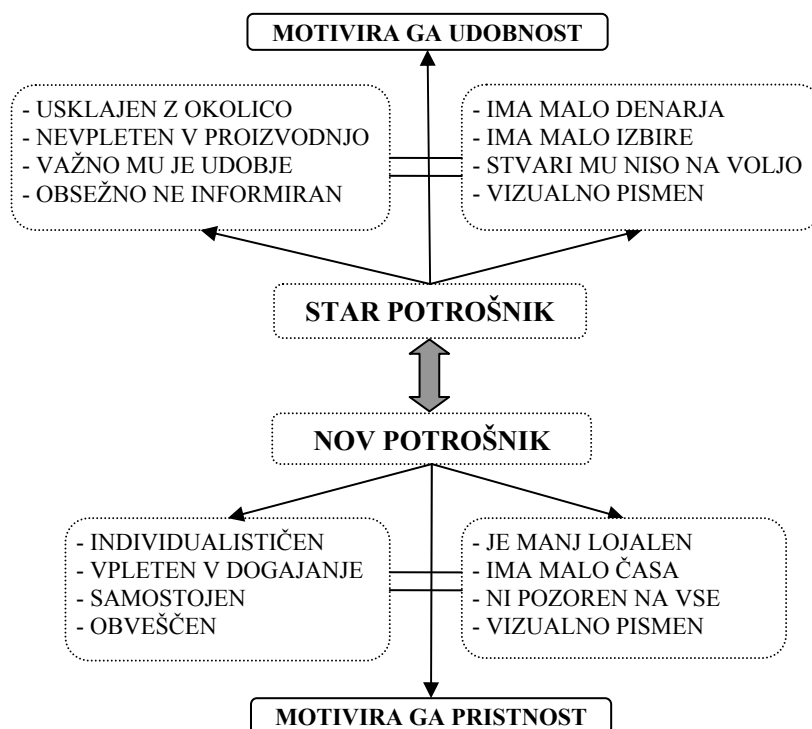 MOTIVIRA GA UDOBNOST
- USKLAJEN Z OKOLICO
- NEVPLETEN V PROIZVODNJO
- VAŽNO MU JE UDOBJE
- OBSEŽNO NE INFORMIRAN
- IMA MALO DENARJA
- IMA MALO IZBIRE
- STVARI MU NISO NA VOLJO
- VIZUALNO PISMEN
STAR POTROŠNIK
NOV POTROŠNIK
- INDIVIDUALISTIČEN
- VPLETEN V DOGAJANJE
- SAMOSTOJEN
- OBVEŠČEN
- JE MANJ LOJALEN
- IMA MALO ČASA
- NI POZOREN NA VSE
- VIZUALNO PISMEN
MOTIVIRA GA PRISTNOST